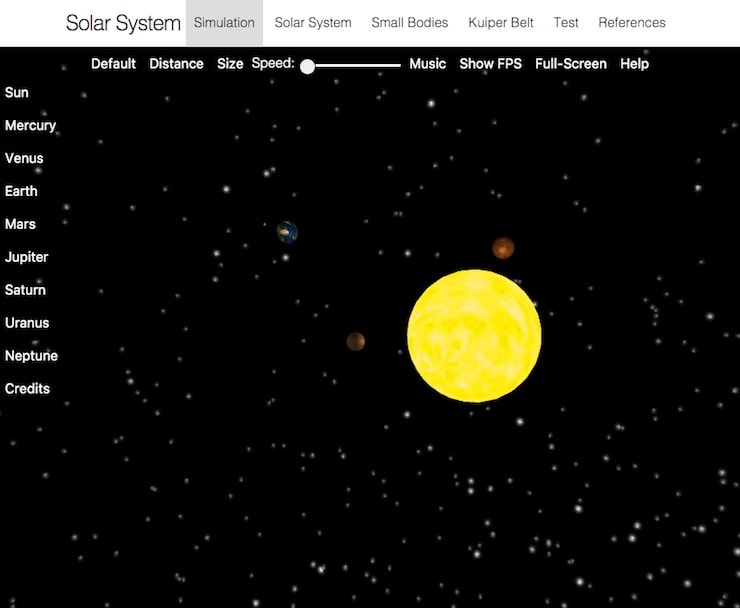 Solar System Simulation Solar System Small Bodies Kuiper Belt Test References
Default Distance Size Speed: Music Show FPS Full-Screen Help
Sun
Mercury
Venus
Earth
Mars
Jupiter
Saturn
Uranus
Neptune
Credits